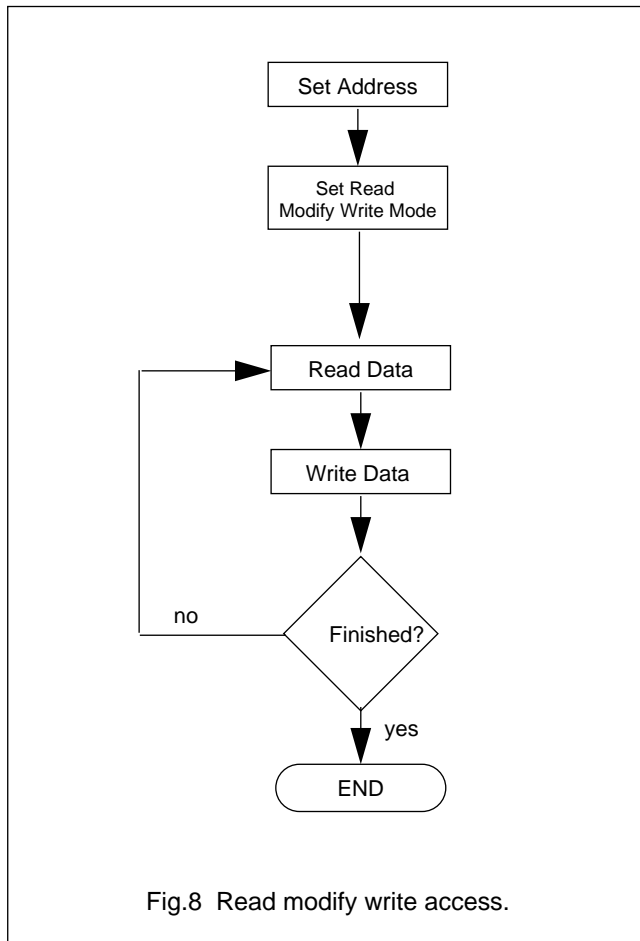 Set Address
Set Read
Modify Write Mode
Read Data
Write Data
Finished?
no
yes
END
Fig.8 Read modify write access.